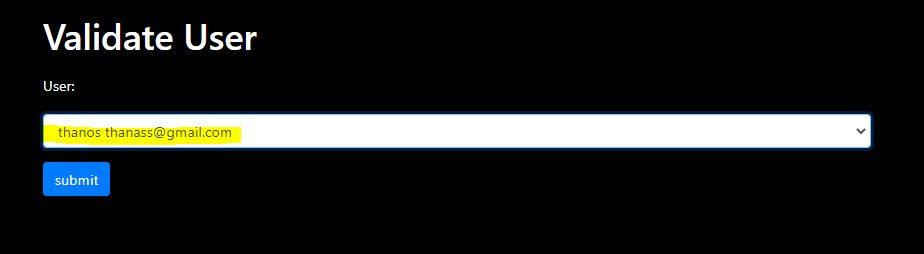 Validate User
User:
thanos thanass@gmail.com
submit